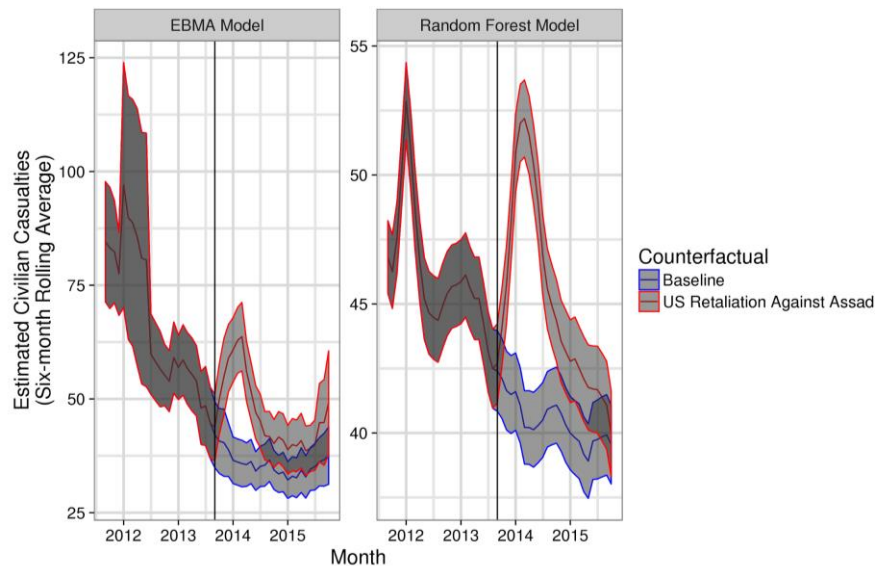 EBMA Model
Random Forest Model
Estimated Civilian Casualties
(Six-month Rolling Average)
125
100
75
50
25
55
50
45
40
2012
2013
2014
2015
2012
2013
2014
2015
Month
Counterfactual
Baseline
US Retaliation Against Assad